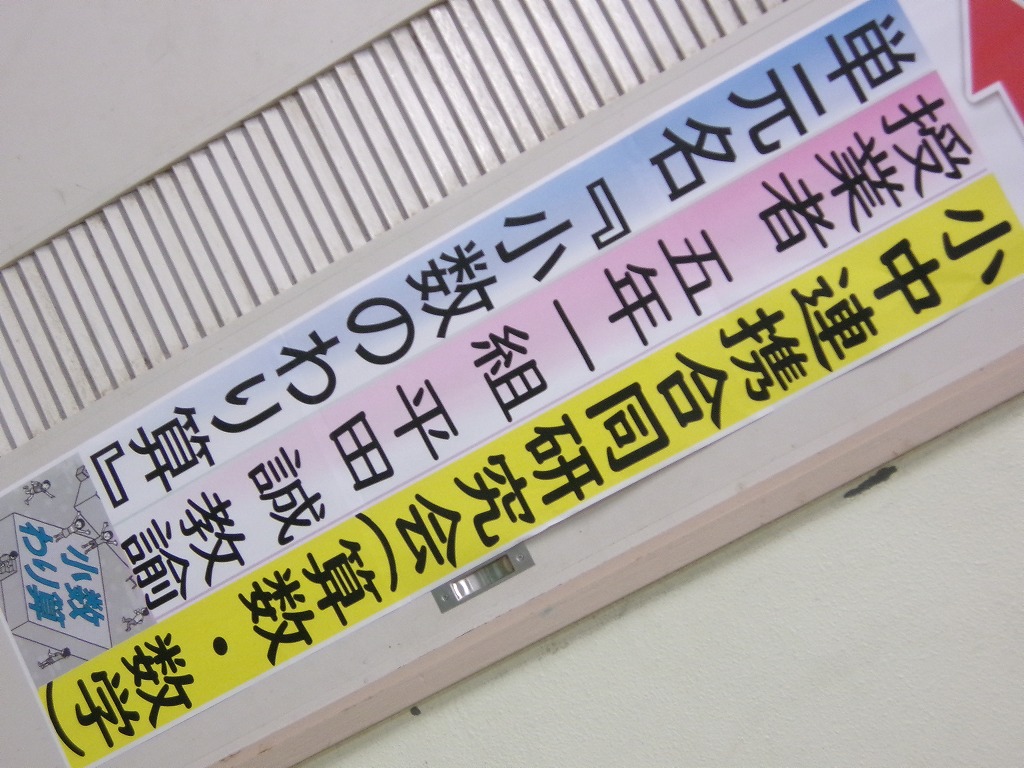 小中連携合同研究会(算数・数学)
授業者 五年一組 平田 誠教諭
単元名『小数のわり算』
小数
わり算